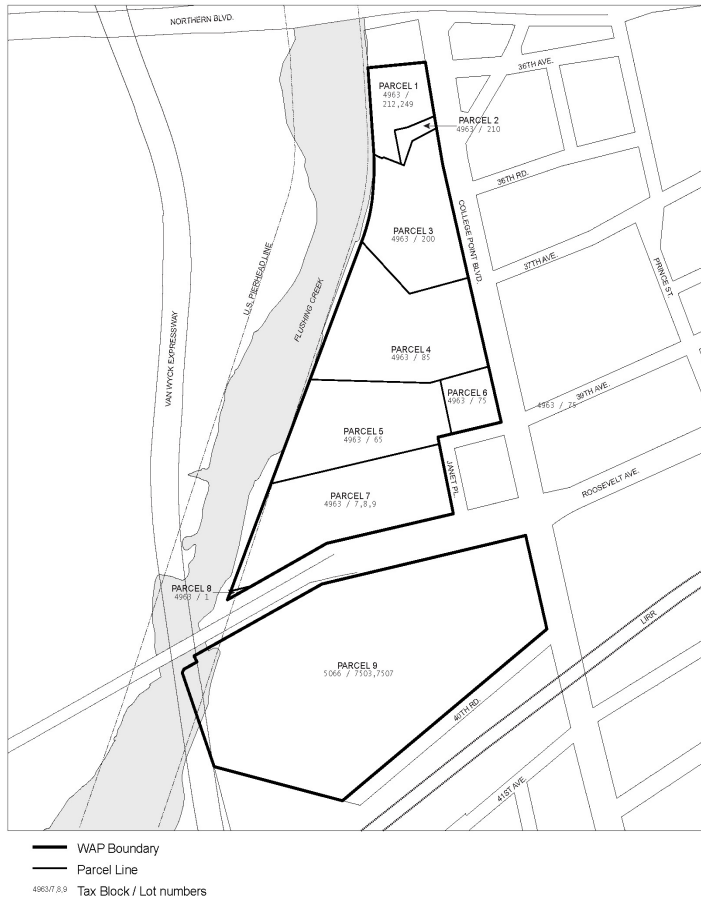 NORTHERN BLVD.
36TH AVE.
PARCEL 1
4963 /
212,249
PARCEL 2
4963 / 210
36TH RD.
PARCEL 3
4963 / 200
COLLEGE POINT BLVD.
37TH AVE.
PRINCE ST.
U.S. PIERHEAD LINE
FLUSHING CREEK
VAN WYCK EXPRESSWAY
PARCEL 4
4963 / 85
PARCEL 6
4963 / 75
4963 / 75
39TH AVE.
PARCEL 5
4963 / 65
JANET PL.
ROOSEVELT AVE.
PARCEL 7
4963 / 7,8,9
PARCEL 8
4963 / 1
LIRR
PARCEL 9
5066 / 7503,7507
40TH RD.
41ST AVE.
WAP Boundary
Parcel Line
4963/7,8,9 Tax Block / Lot numbers